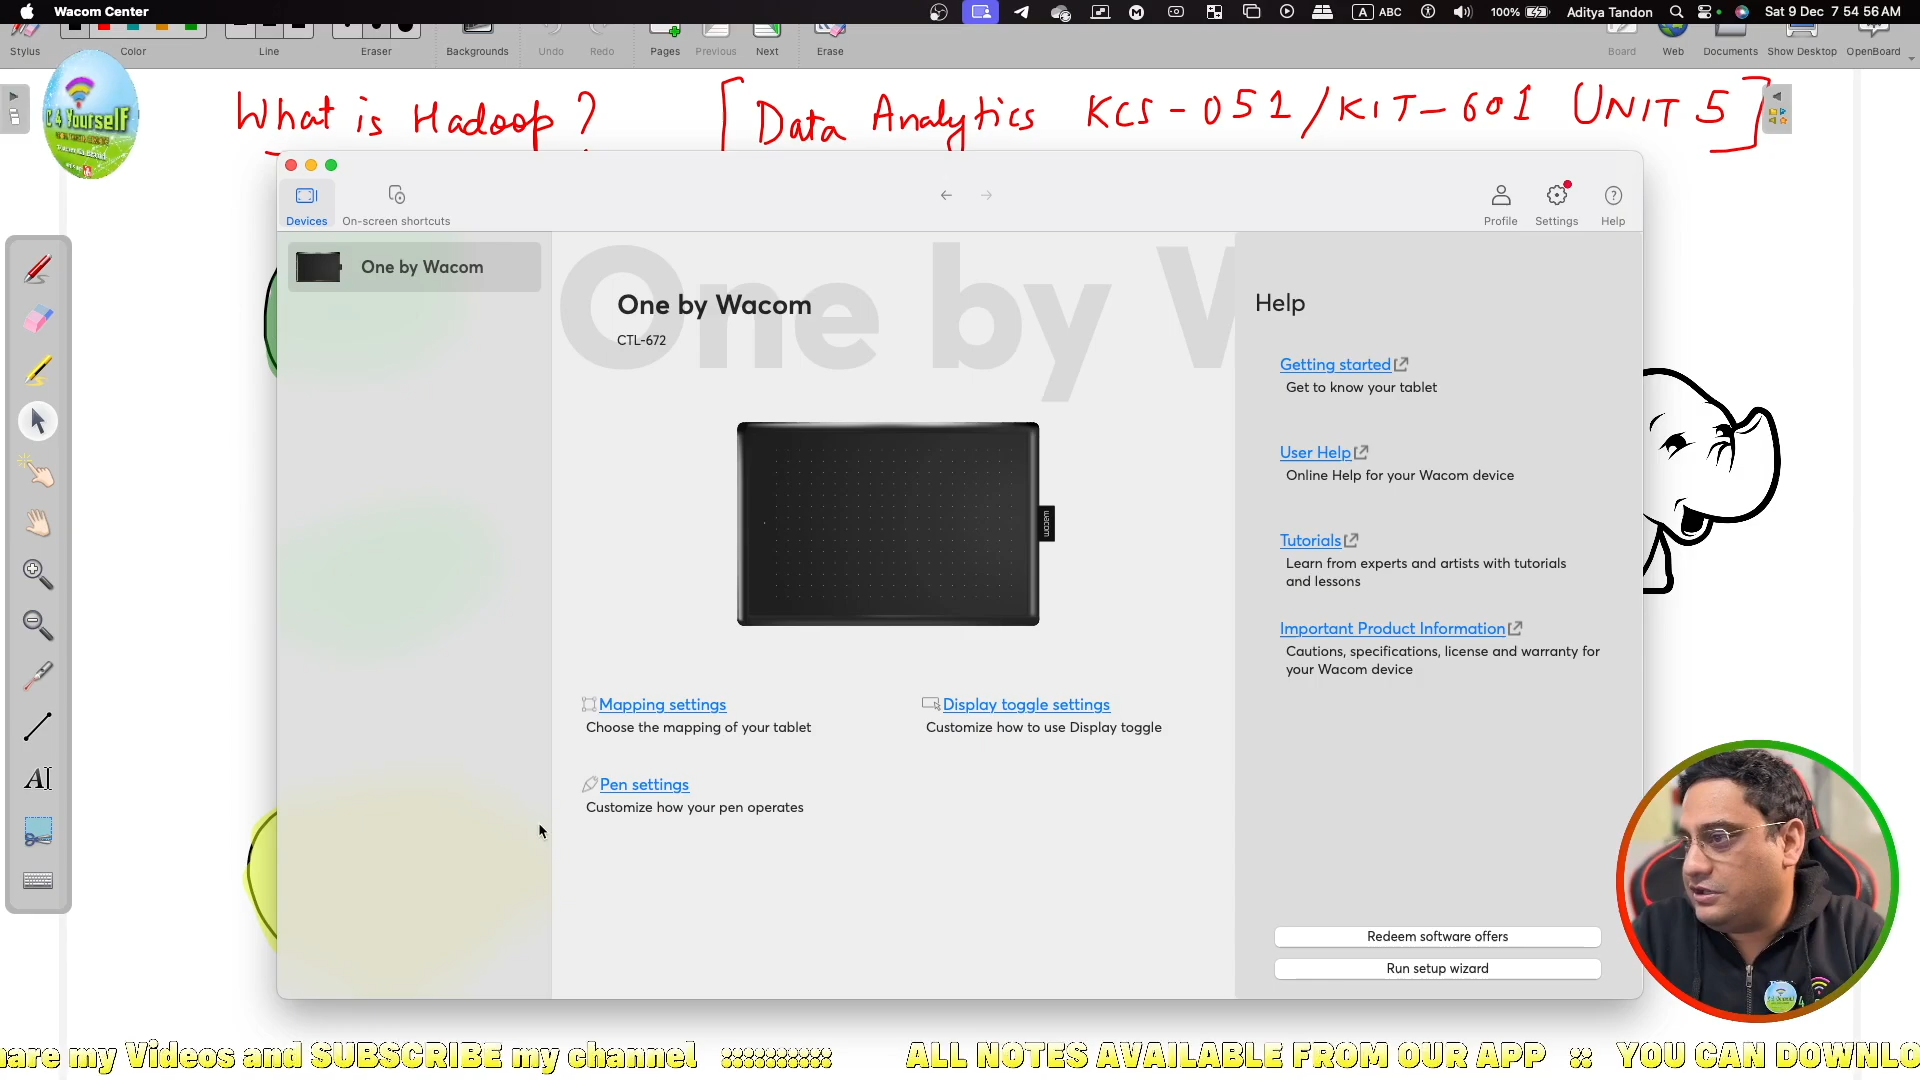 Wacom Center
A ABC
100%
Aditya Tandon
Sat 9 Dec 7 54 56 AM
Stylus Color Line Eraser Backgrounds Undo Redo Pages Previous Next Erase Board Web Documents Show Desktop OpenBoard
C 4 Yourself
What is Hadoop ? [Data Analytics KCS-051/KIT-601 UNIT 5]
Devices On-screen shortcuts
Profile Settings Help
One by Wacom
One by W
One by Wacom
CTL-672
wacom
Mapping settings
Choose the mapping of your tablet
Display toggle settings
Customize how to use Display toggle
Pen settings
Customize how your pen operates
Help
Getting started
Get to know your tablet
User Help
Online Help for your Wacom device
Tutorials
Learn from experts and artists with tutorials
and lessons
Important Product Information
Cautions, specifications, license and warranty for
your Wacom device
Redeem software offers
Run setup wizard
AI
hare my Videos and SUBSCRIBE my channel :::::::::: ALL NOTES AVAILABLE FROM OUR APP :: YOU CAN DOWNLO